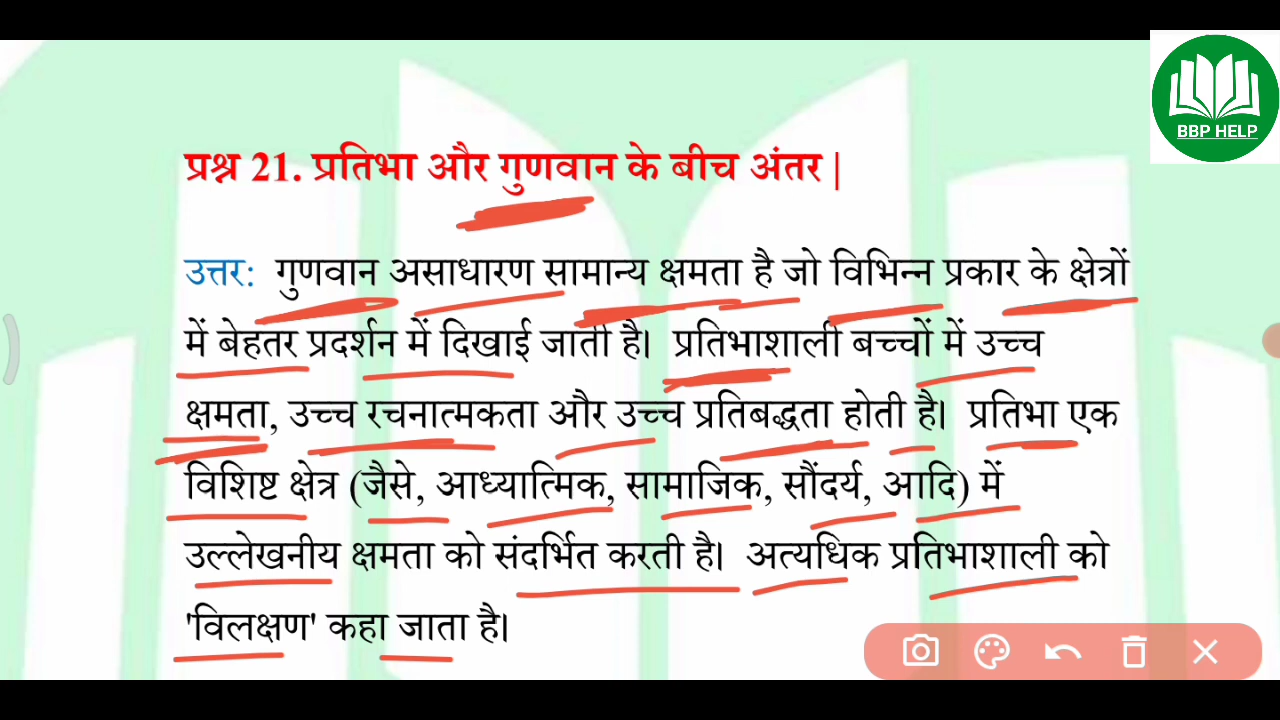 BBP HELP
प्रश्न 21. प्रतिभा और गुणवान के बीच अंतर |
उत्तर: गुणवान असाधारण सामान्य क्षमता है जो विभिन्न प्रकार के क्षेत्रों
में बेहतर प्रदर्शन में दिखाई जाती है। प्रतिभाशाली बच्चों में उच्च
क्षमता, उच्च रचनात्मकता और उच्च प्रतिबद्धता होती है। प्रतिभा एक
विशिष्ट क्षेत्र (जैसे, आध्यात्मिक, सामाजिक, सौंदर्य, आदि) में
उल्लेखनीय क्षमता को संदर्भित करती है। अत्यधिक प्रतिभाशाली को
'विलक्षण' कहा जाता है।